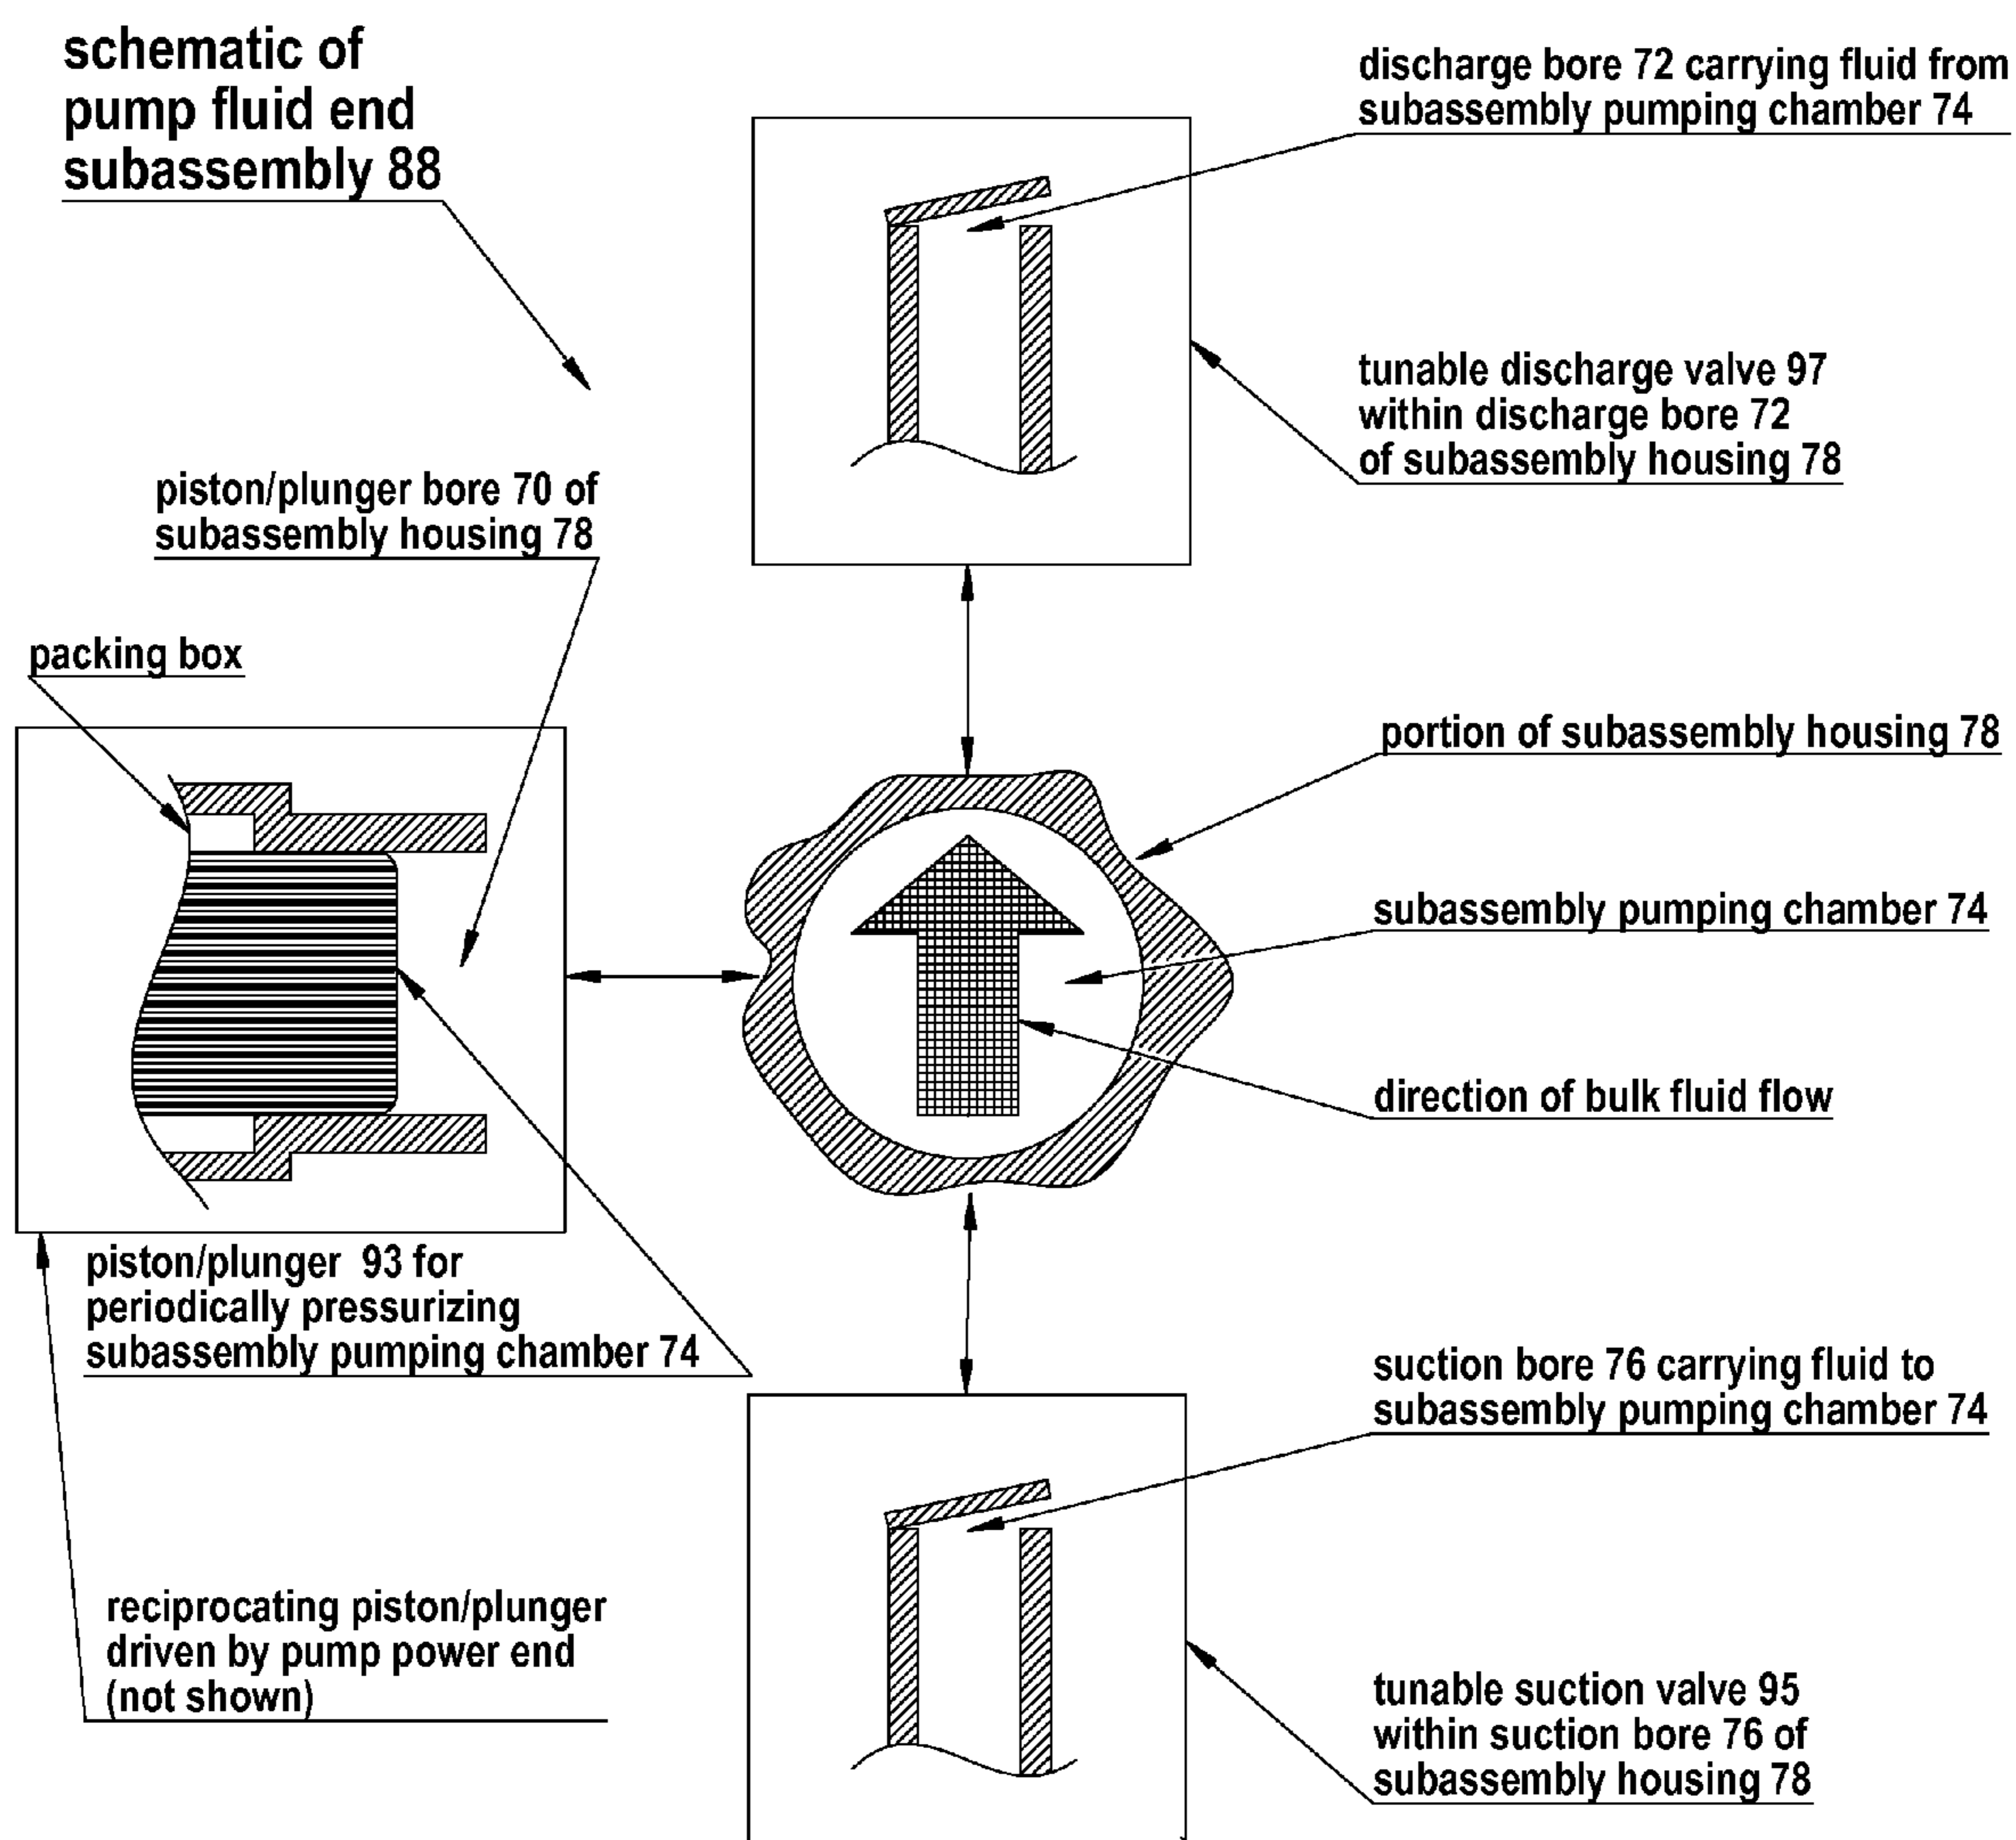 schematic of
pump fluid end
subassembly 88
discharge bore 72 carrying fluid from
subassembly pumping chamber 74
tunable discharge valve 97
within discharge bore 72
of subassembly housing 78
piston/plunger bore 70 of
subassembly housing 78
packing box
portion of subassembly housing 78
subassembly pumping chamber 74
direction of bulk fluid flow
piston/plunger 93 for
periodically pressurizing
subassembly pumping chamber 74
suction bore 76 carrying fluid to
subassembly pumping chamber 74
reciprocating piston/plunger
driven by pump power end
(not shown)
tunable suction valve 95
within suction bore 76 of
subassembly housing 78